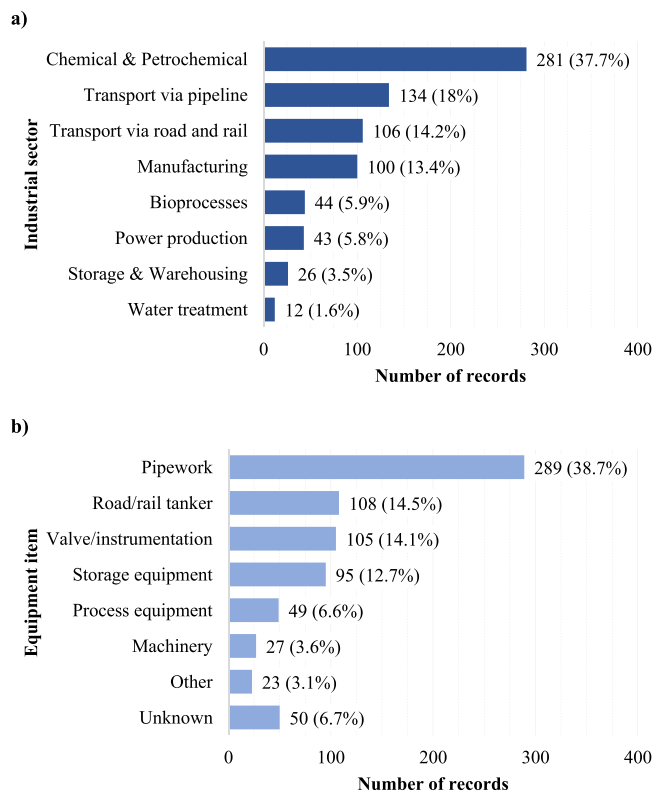 a)
Industrial sector
Chemical & Petrochemical 281 (37.7%)
Transport via pipeline 134 (18%)
Transport via road and rail 106 (14.2%)
Manufacturing 100 (13.4%)
Bioprocesses 44 (5.9%)
Power production 43 (5.8%)
Storage & Warehousing 26 (3.5%)
Water treatment 12 (1.6%)
0 100 200 300 400
Number of records
b)
Equipment item
Pipework 289 (38.7%)
Road/rail tanker 108 (14.5%)
Valve/instrumentation 105 (14.1%)
Storage equipment 95 (12.7%)
Process equipment 49 (6.6%)
Machinery 27 (3.6%)
Other 23 (3.1%)
Unknown 50 (6.7%)
0 100 200 300 400
Number of records